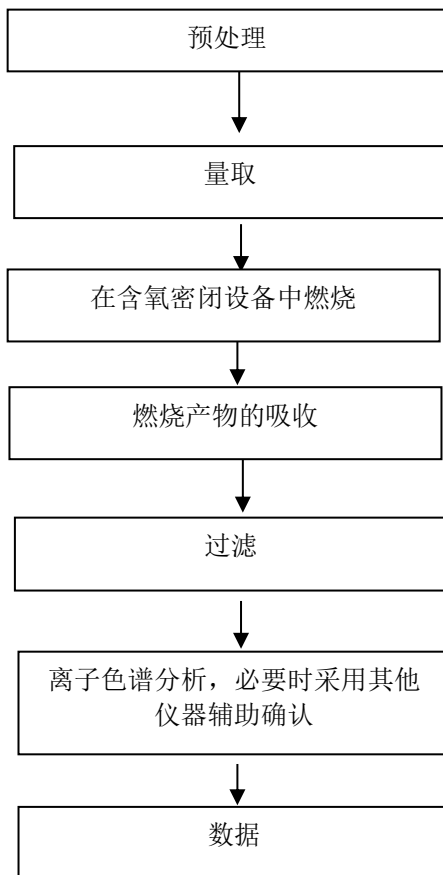 预处理
量取
在含氧密闭设备中燃烧
燃烧产物的吸收
过滤
离子色谱分析，必要时采用其他
仪器辅助确认
数据